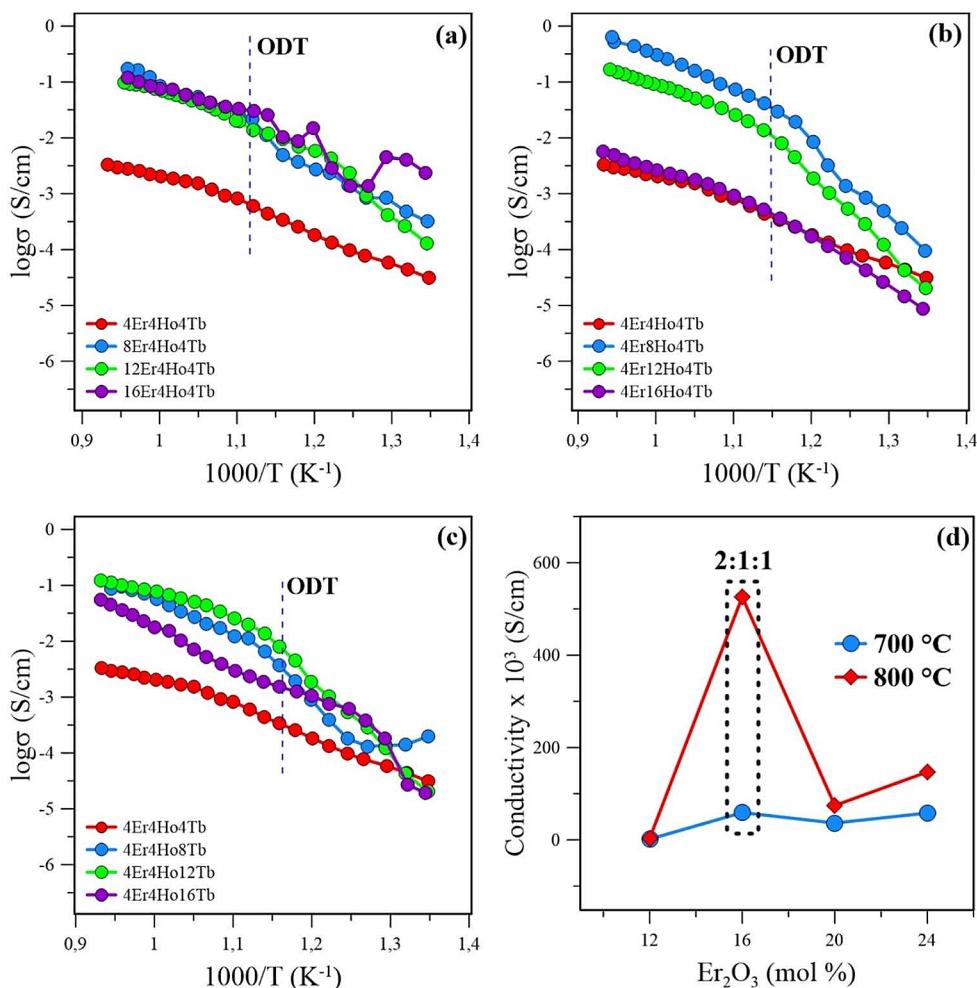 (a)
ODT
logσ (S/cm)
0
-1
-2
-3
-4
-5
-6
4Er4Ho4Tb
8Er4Ho4Tb
12Er4Ho4Tb
16Er4Ho4Tb
0,9 1 1,1 1,2 1,3 1,4
1000/T (K⁻¹)
(b)
ODT
logσ (S/cm)
0
-1
-2
-3
-4
-5
-6
4Er4Ho4Tb
4Er8Ho4Tb
4Er12Ho4Tb
4Er16Ho4Tb
0,9 1 1,1 1,2 1,3 1,4
1000/T (K⁻¹)
(c)
ODT
logσ (S/cm)
0
-1
-2
-3
-4
-5
-6
4Er4Ho4Tb
4Er4Ho8Tb
4Er4Ho12Tb
4Er4Ho16Tb
0,9 1 1,1 1,2 1,3 1,4
1000/T (K⁻¹)
(d)
2:1:1
Conductivity x 10³ (S/cm)
600
400
200
0
700 °C
800 °C
12 16 20 24
Er₂O₃ (mol %)